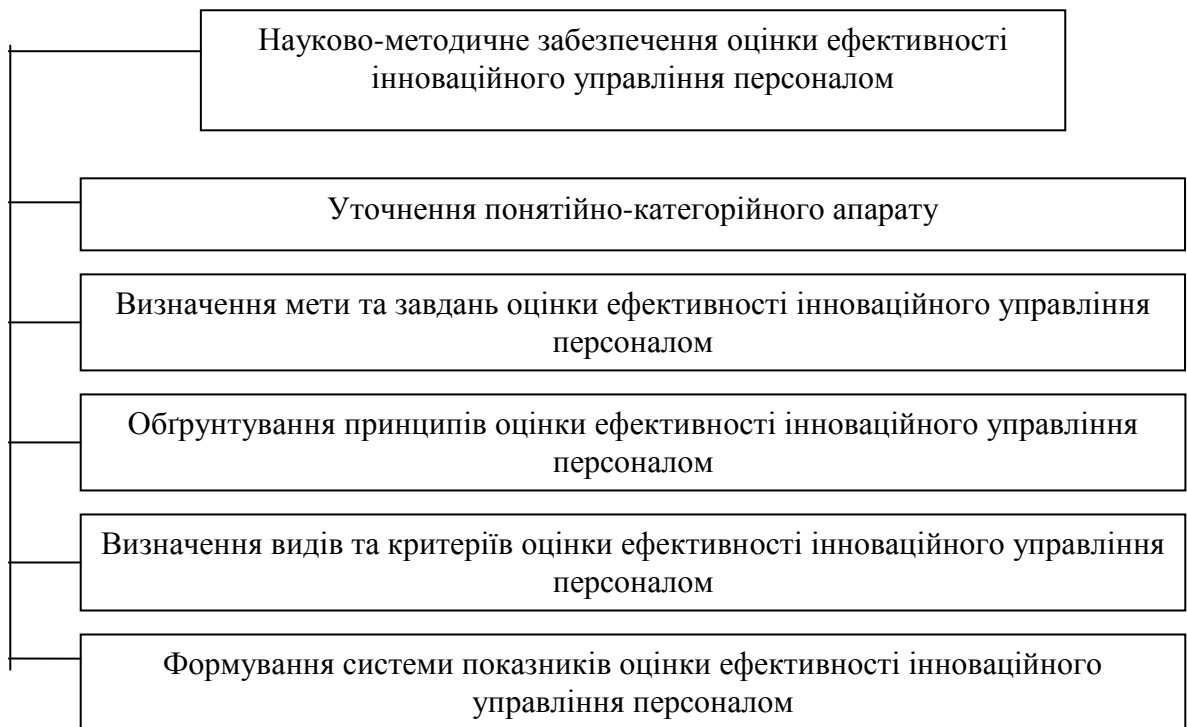 Науково-методичне забезпечення оцінки ефективності
інноваційного управління персоналом
Уточнення понятійно-категорійного апарату
Визначення мети та завдань оцінки ефективності інноваційного управління
персоналом
Обґрунтування принципів оцінки ефективності інноваційного управління
персоналом
Визначення видів та критеріїв оцінки ефективності інноваційного управління
персоналом
Формування системи показників оцінки ефективності інноваційного
управління персоналом